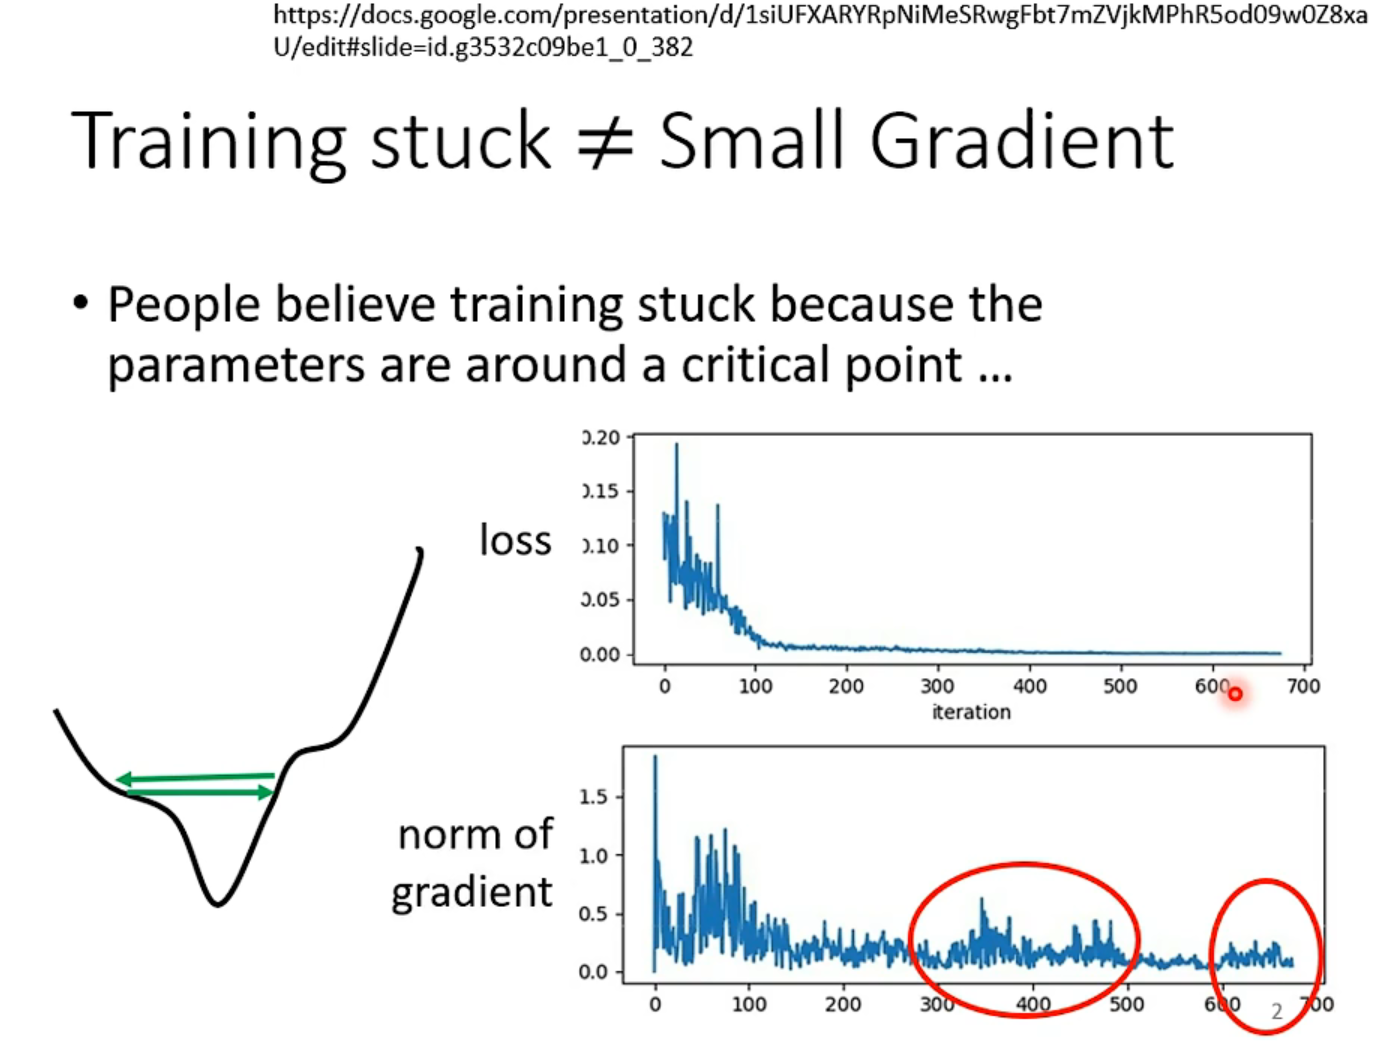 https://docs.google.com/presentation/d/1siUFXARYRpNiMeSRwgFbt7mZVjkMPhR5od09w0Z8xa
U/edit#slide=id.g3532c09be1_0_382
Training stuck ≠ Small Gradient
• People believe training stuck because the
parameters are around a critical point ...
loss
0.20
0.15
0.10
0.05
0.00
0 100 200 300 400 500 600 700
iteration
norm of
gradient
1.5
1.0
0.5
0.0
0 100 200 300 400 500 600 700
2